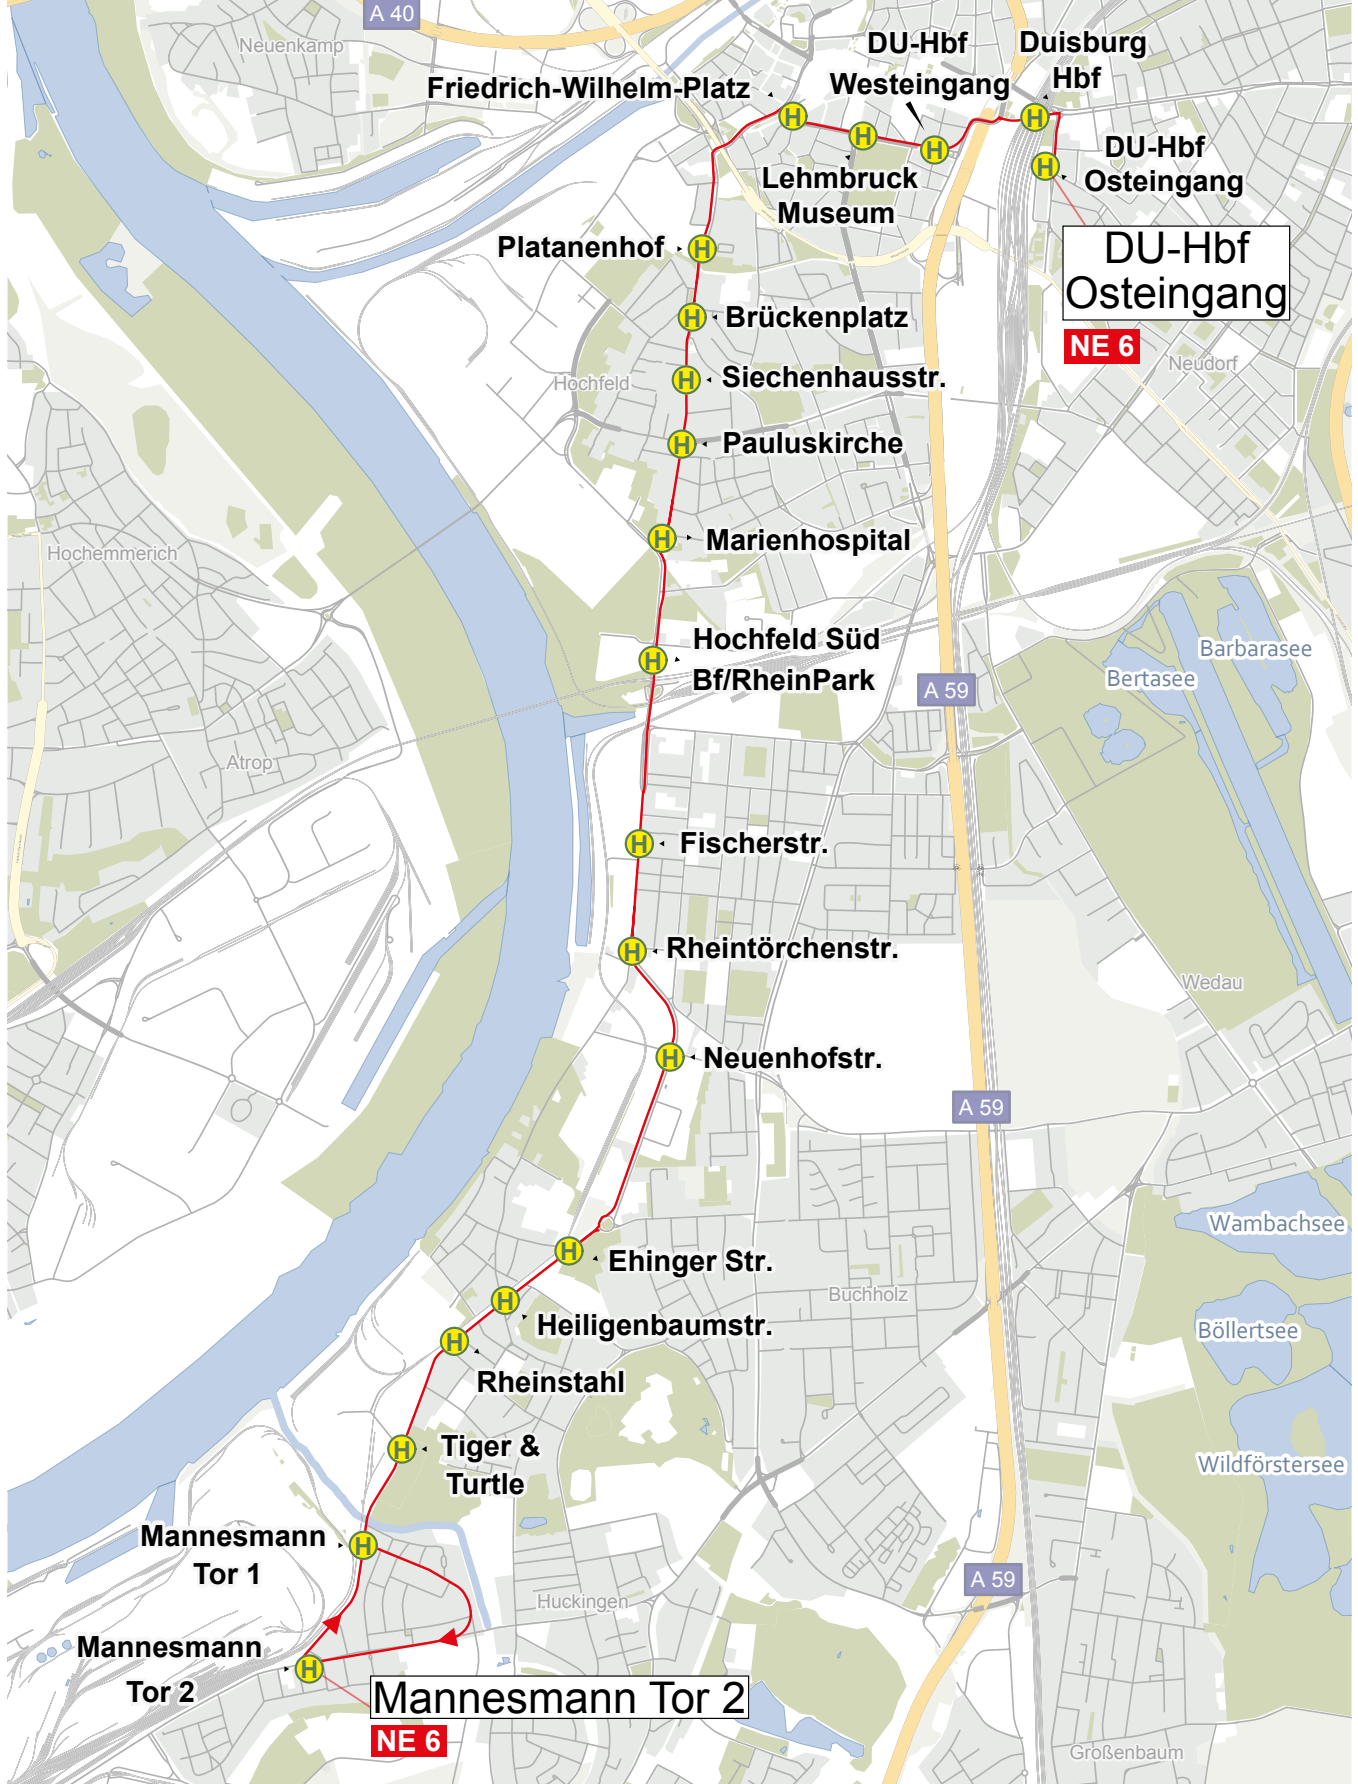 A 40
Neuenkamp
DU-Hbf
Westeingang
Duisburg
Hbf
Friedrich-Wilhelm-Platz
H
H
H
H
H
Lehmbruck
Museum
DU-Hbf
Osteingang
DU-Hbf
Osteingang
NE 6
Neudorf
Platanenhof
H
H
Brückenplatz
Hochfeld
H
Siechenhausstr.
H
Pauluskirche
Hochemmerich
H
Marienhospital
H
Hochfeld Süd
Bf/RheinPark
Barbarasee
Bertasee
A 59
Atrop
H
Fischerstr.
H
Rheintörchenstr.
Wedau
H
Neuenhofstr.
A 59
Wambachsee
H
Ehinger Str.
Buchholz
H
Heiligenbaumstr.
Böllertsee
H
Rheinstahl
H
Tiger &
Turtle
Wildförstersee
Mannesmann
Tor 1
H
A 59
Huckingen
Mannesmann
Tor 2
H
Mannesmann Tor 2
NE 6
Großenbaum